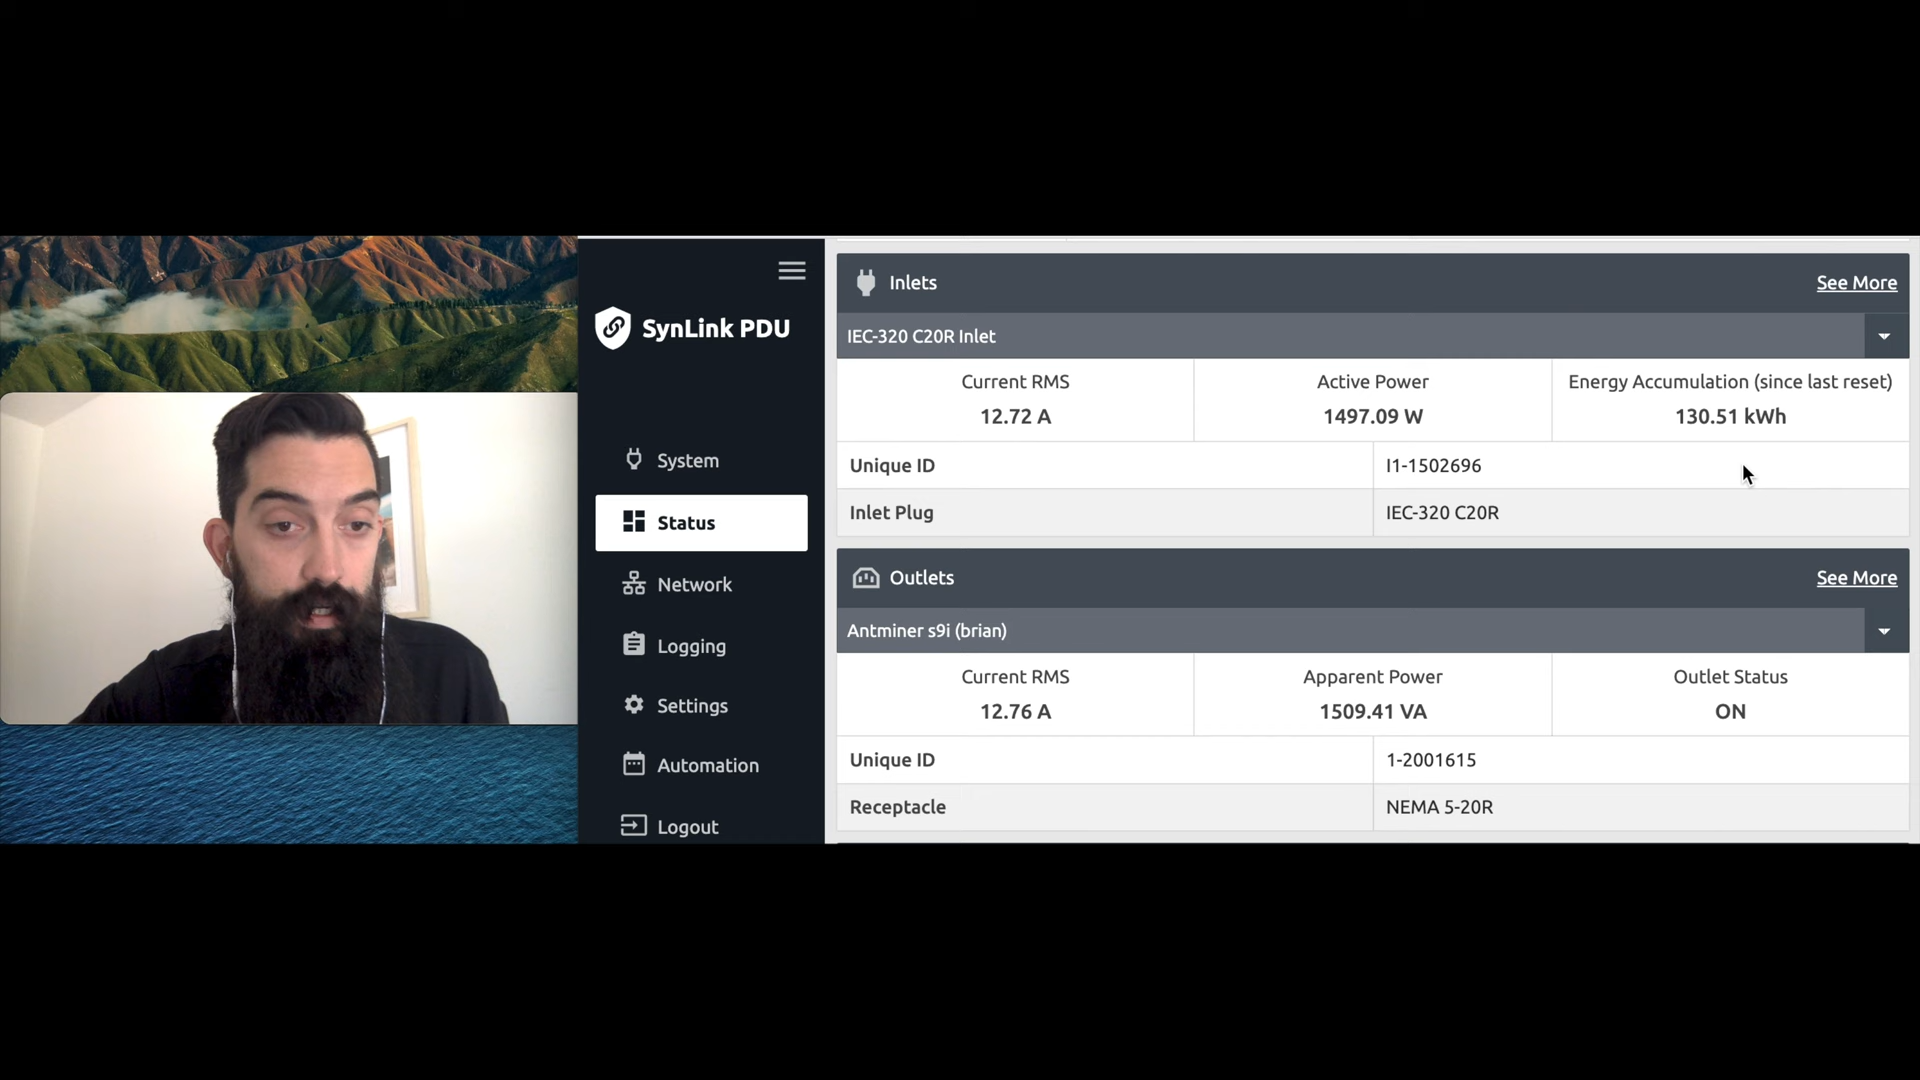 SynLink PDU
System
Status
Network
Logging
Settings
Automation
Logout
Inlets
See More
IEC-320 C20R Inlet
Current RMS
12.72 A
Active Power
1497.09 W
Energy Accumulation (since last reset)
130.51 kWh
Unique ID
I1-1502696
Inlet Plug
IEC-320 C20R
Outlets
See More
Antminer s9i (brian)
Current RMS
12.76 A
Apparent Power
1509.41 VA
Outlet Status
ON
Unique ID
1-2001615
Receptacle
NEMA 5-20R